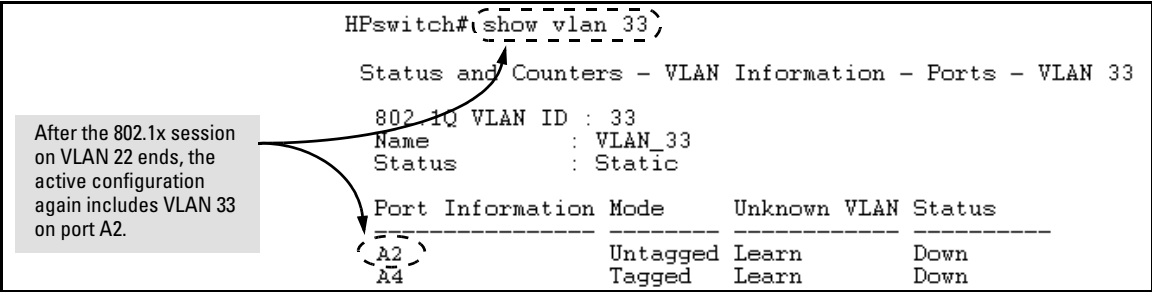 HPswitch# show vlan 33
Status and Counters - VLAN Information - Ports - VLAN 33
802.1Q VLAN ID : 33
Name : VLAN_33
Status : Static
After the 802.1x session
on VLAN 22 ends, the
active configuration
again includes VLAN 33
on port A2.
Port Information Mode Unknown VLAN Status
---------------- -------- ------------ ----------
A2 Untagged Learn Down
A4 Tagged Learn Down